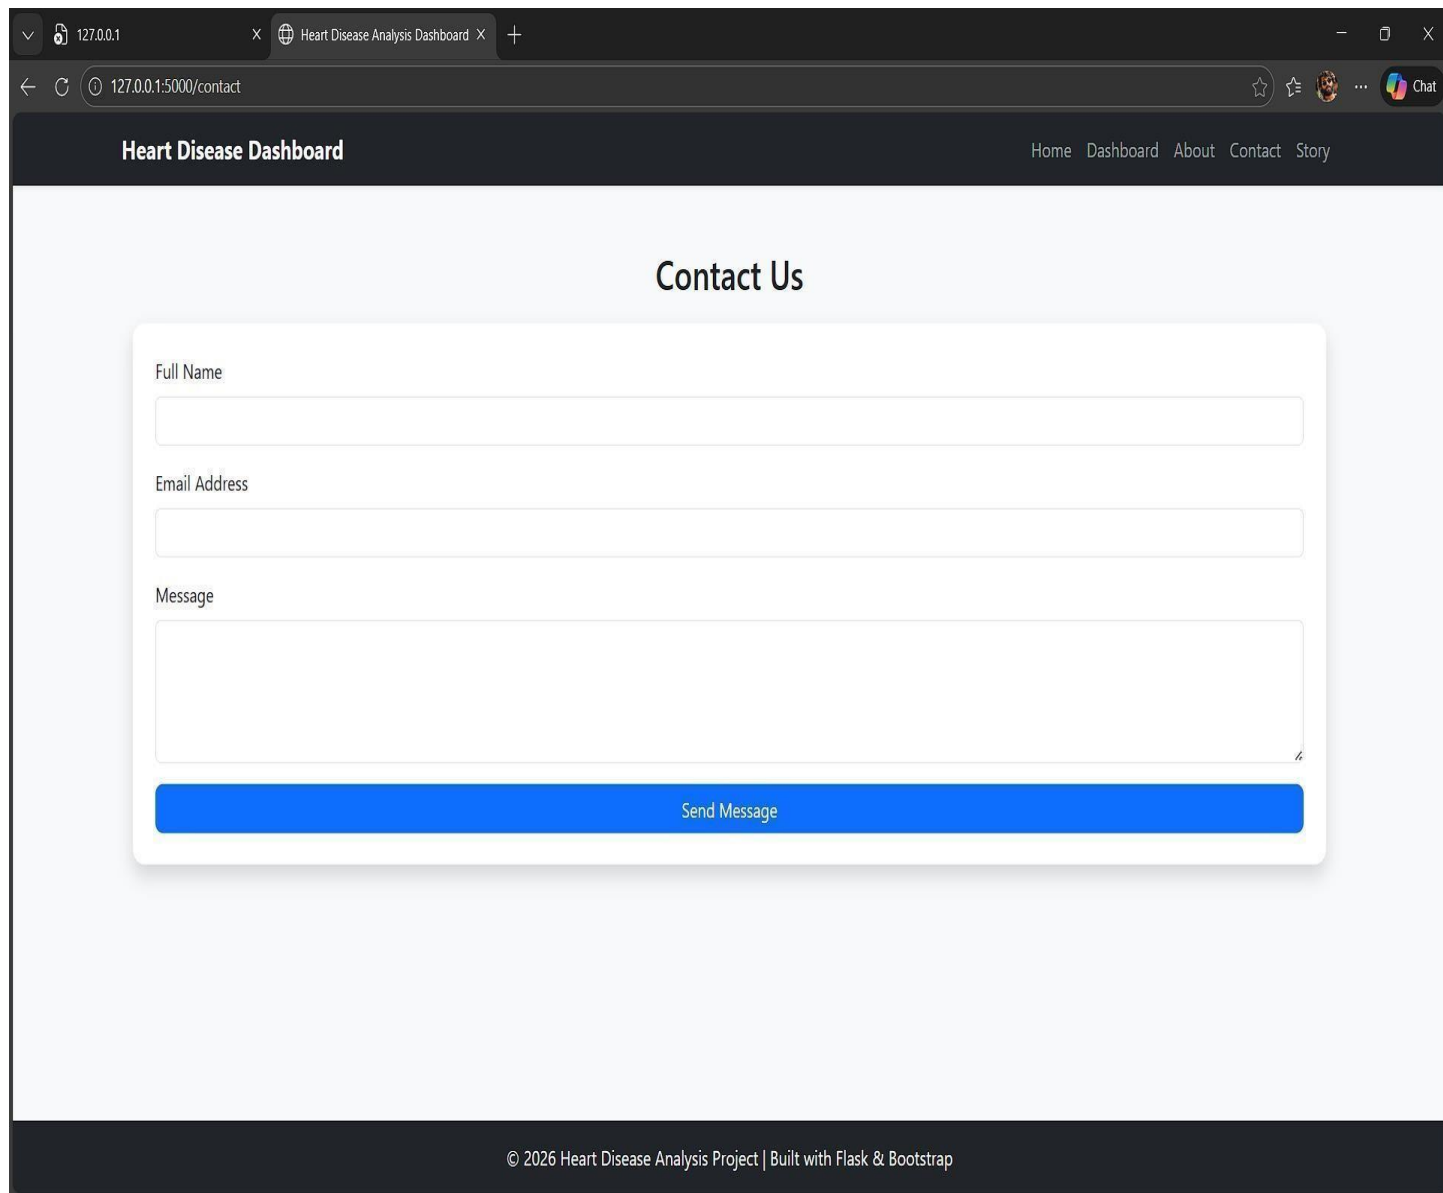 127.0.0.1
Heart Disease Analysis Dashboard
127.0.0.1:5000/contact
Chat
Heart Disease Dashboard
Home Dashboard About Contact Story
Contact Us
Full Name
Email Address
Message
Send Message
© 2026 Heart Disease Analysis Project | Built with Flask & Bootstrap